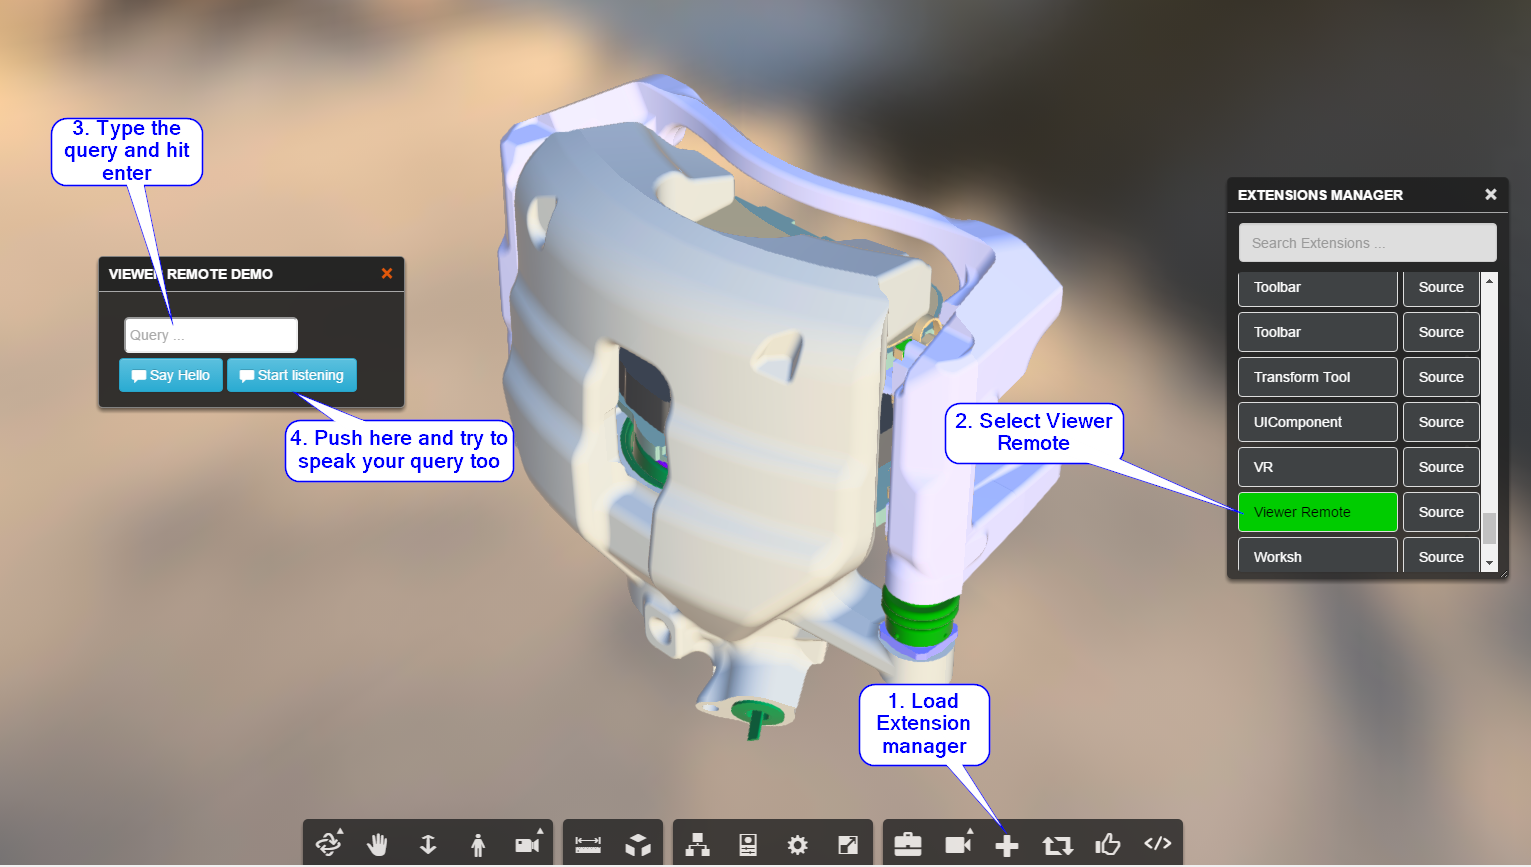 3. Type the
query and hit
enter
VIEWER REMOTE DEMO
Query ...
Say Hello
Start listening
4. Push here and try to
speak your query too
EXTENSIONS MANAGER
Search Extensions ...
Toolbar Source
Toolbar Source
Transform Tool Source
UIComponent Source
VR Source
Viewer Remote Source
Worksh Source
2. Select Viewer
Remote
1. Load
Extension
manager